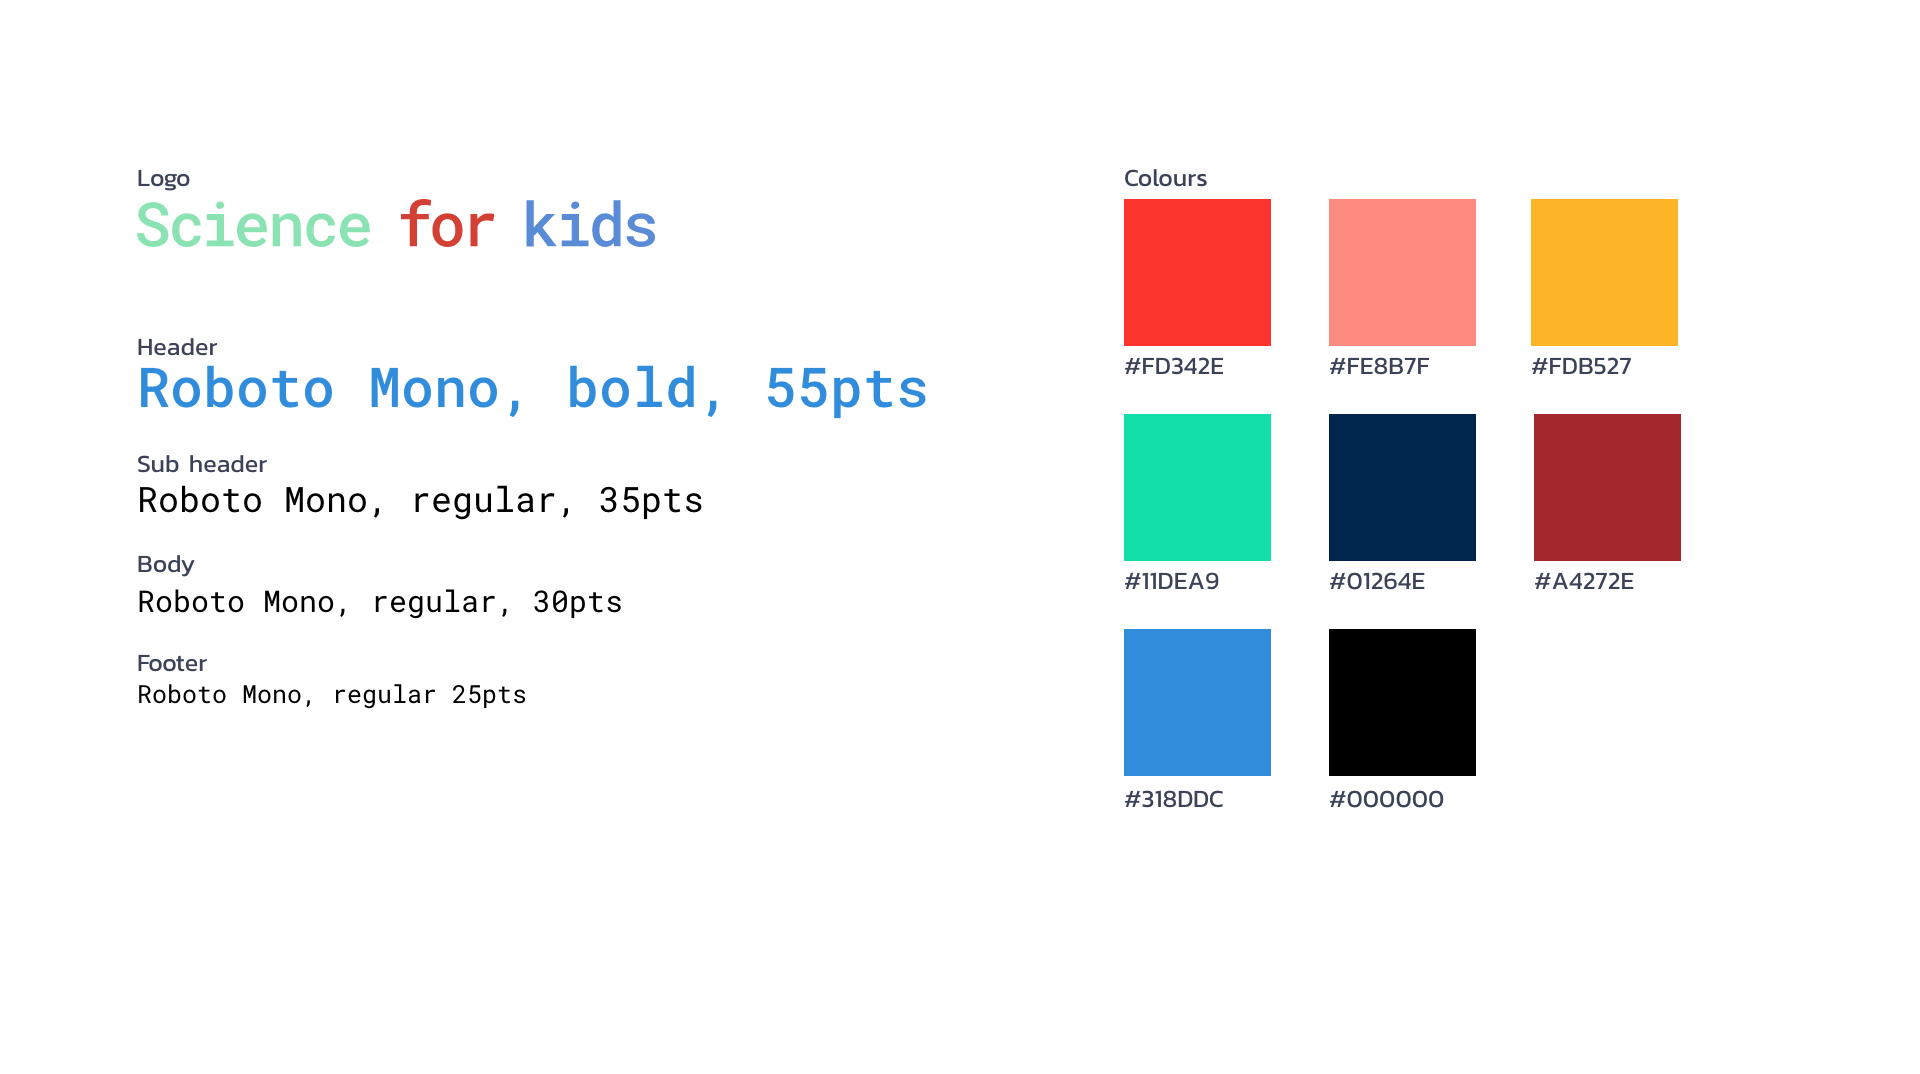 Logo
Science for kids
Header
Roboto Mono, bold, 55pts
Sub header
Roboto Mono, regular, 35pts
Body
Roboto Mono, regular, 30pts
Footer
Roboto Mono, regular 25pts
Colours
#FD342E #FE8B7F #FDB527
#11DEA9 #01264E #A4272E
#318DDC #000000